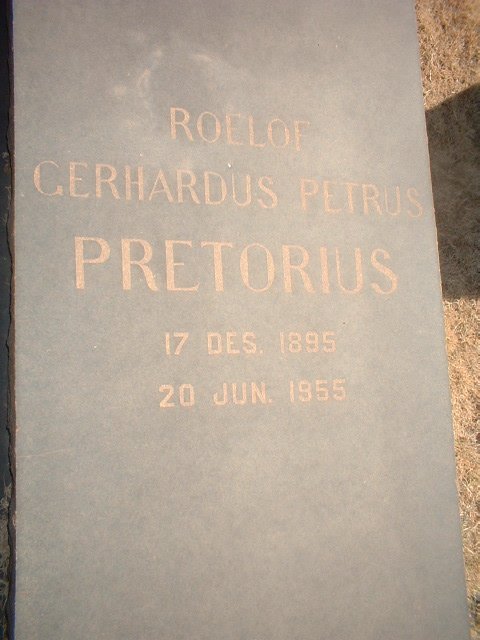 ROELOF
GERHARDUS PETRUS
PRETORIUS
17 DES. 1895
20 JUN. 1955